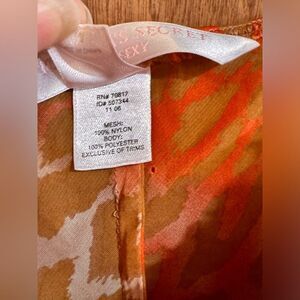 S SECRET
SEXY
RN# 70817
ID# 507344
11 06
MESH:
100% NYLON
BODY:
100% POLYESTER
EXCLUSIVE OF TRIMS